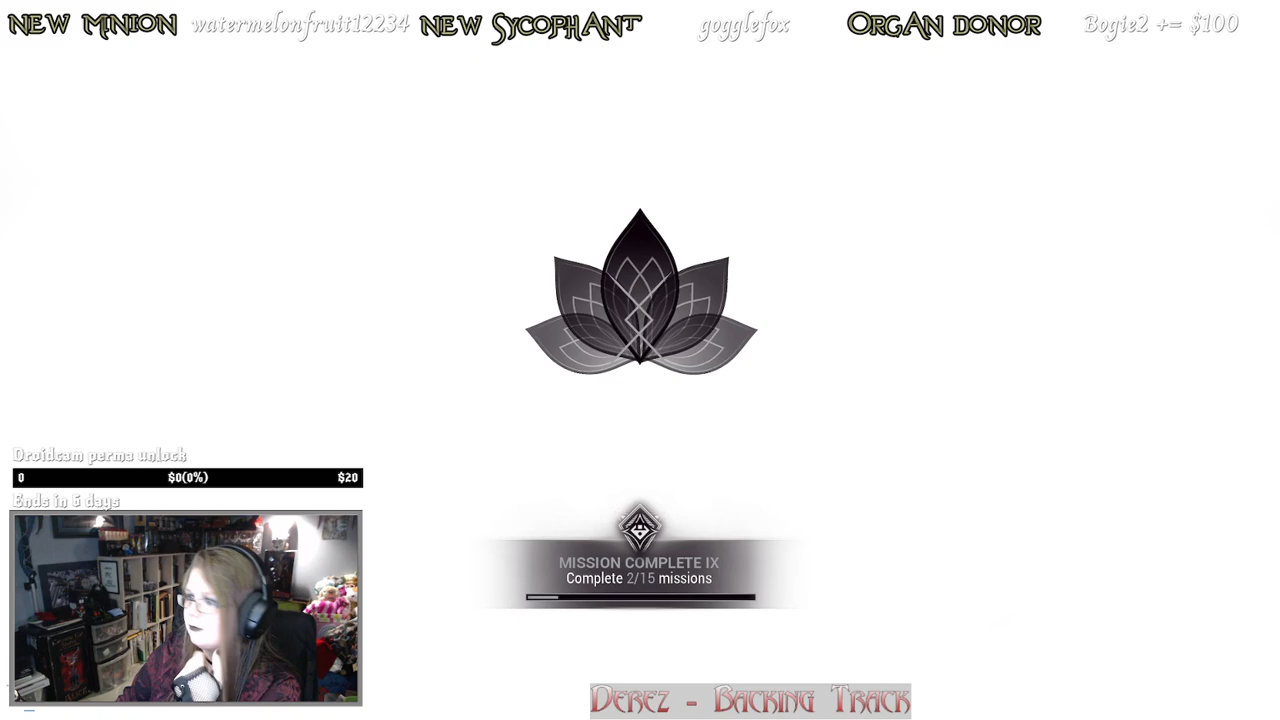 NEW MINION watermelonfruit12234 NEW SYCOPHANT gogglefox ORGAN DONOR Bogie2 += $100
Droidcam perma unlock
0 $0(0%) $20
Ends in 6 days
MISSION COMPLETE IX
Complete 2/15 missions
Derez - Backing Track